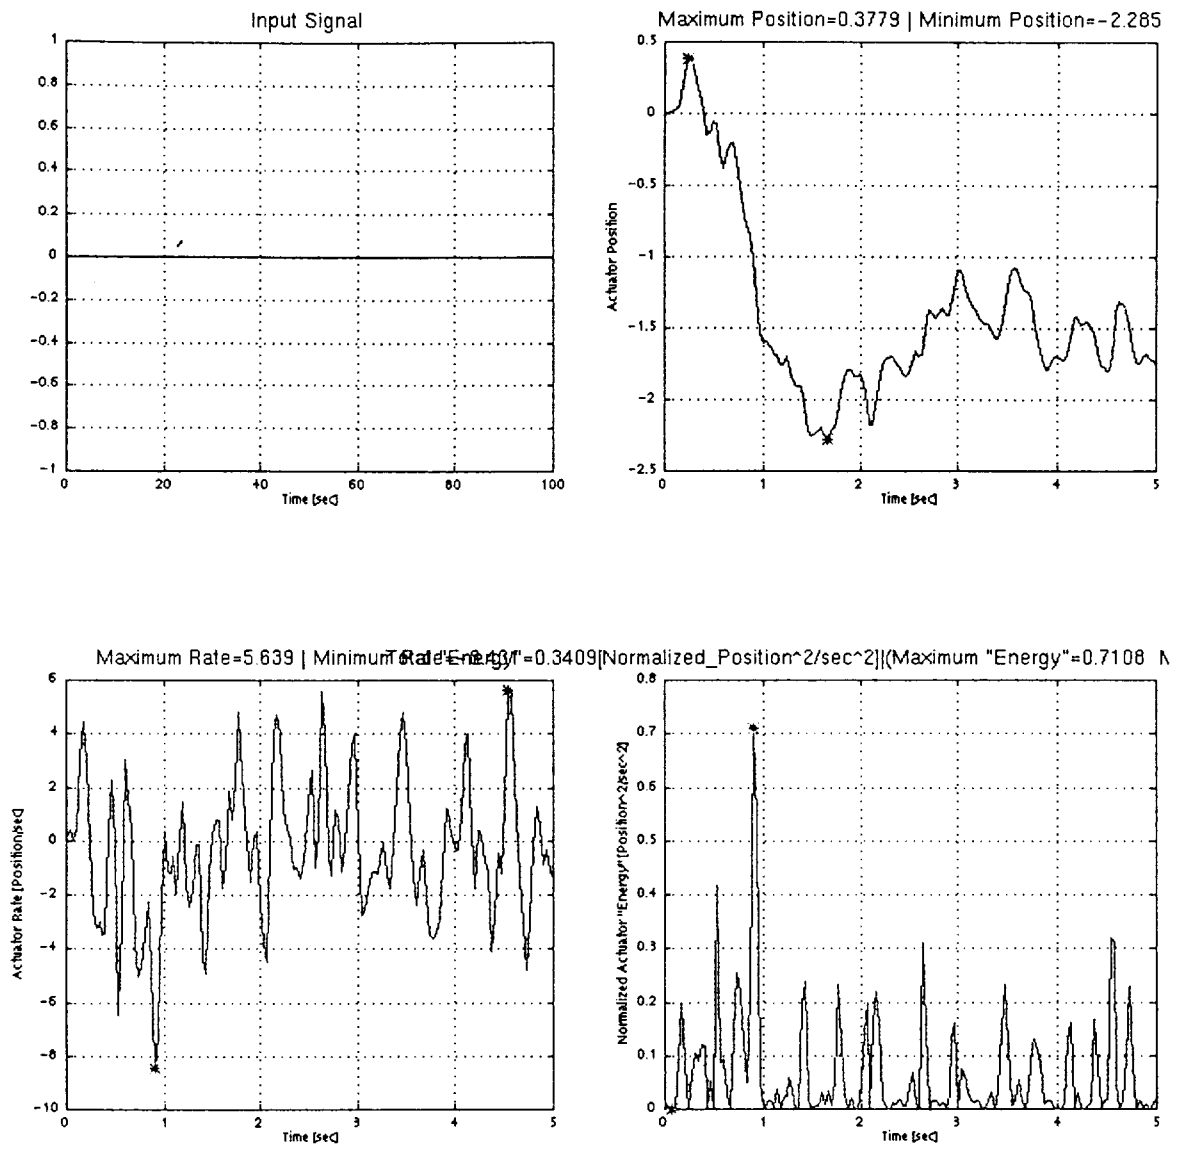 Input Signal
1
0.8
0.6
0.4
0.2
0
-0.2
-0.4
-0.6
-0.8
-1
0 20 40 60 80 100
Time [sec]
Maximum Position=0.3779 | Minimum Position=-2.285
0.5
0
-0.5
-1
-1.5
-2
-2.5
Actuator Position
0 1 2 3 4 5
Time [sec]
Maximum Rate=5.639 | Minimum
6
4
2
0
-2
-4
-6
-8
-10
Actuator Rate [Position/sec]
0 1 2 3 4 5
Time [sec]
"Energy"=0.3409[Normalized_Position^2/sec^2]|(Maximum "Energy"=0.7108
0.8
0.7
0.6
0.5
0.4
0.3
0.2
0.1
0
Normalized Actuator "Energy" [Position^2/sec^2]
0 1 2 3 4 5
Time [sec]